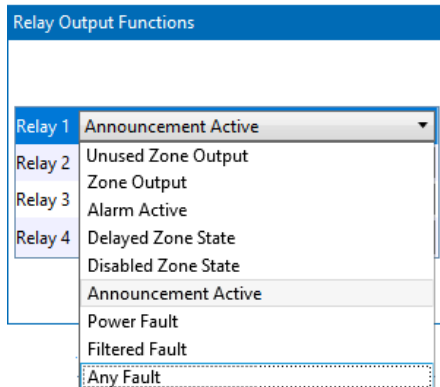 Relay Output Functions
Relay 1 Announcement Active
Relay 2
Relay 3
Relay 4
Unused Zone Output
Zone Output
Alarm Active
Delayed Zone State
Disabled Zone State
Announcement Active
Power Fault
Filtered Fault
Any Fault